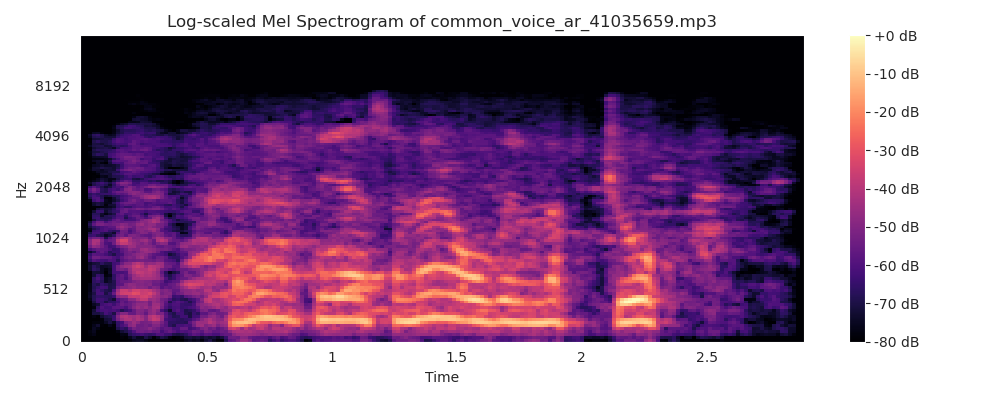 Log-scaled Mel Spectrogram of common_voice_ar_41035659.mp3
Hz
8192
4096
2048
1024
512
0
0 0.5 1 1.5 2 2.5
Time
+0 dB
-10 dB
-20 dB
-30 dB
-40 dB
-50 dB
-60 dB
-70 dB
-80 dB